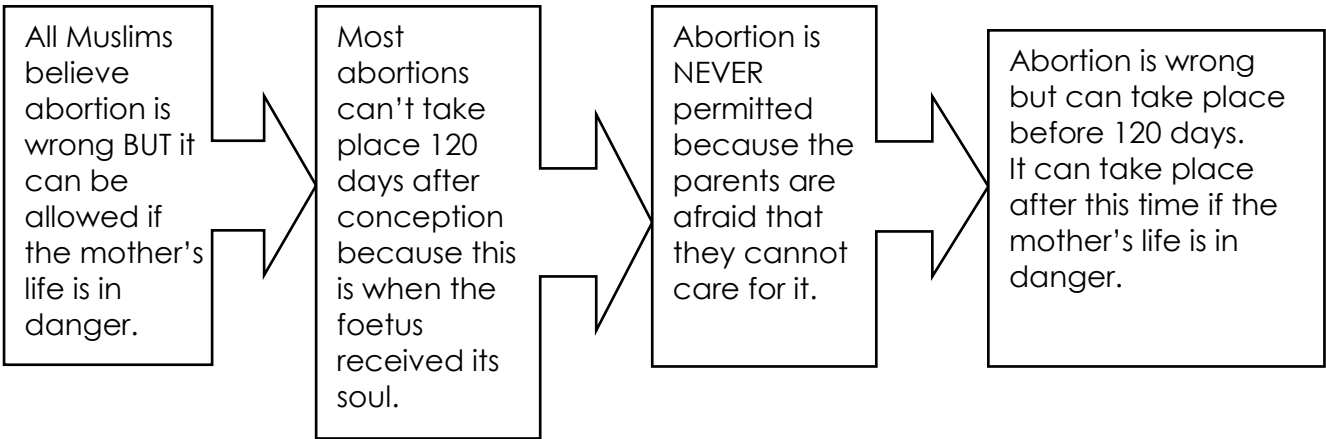 All Muslims
believe
abortion is
wrong BUT it
can be
allowed if
the mother's
life is in
danger.
Most
abortions
can't take
place 120
days after
conception
because this
is when the
foetus
received its
soul.
Abortion is
NEVER
permitted
because the
parents are
afraid that
they cannot
care for it.
Abortion is wrong
but can take place
before 120 days.
It can take place
after this time if the
mother's life is in
danger.